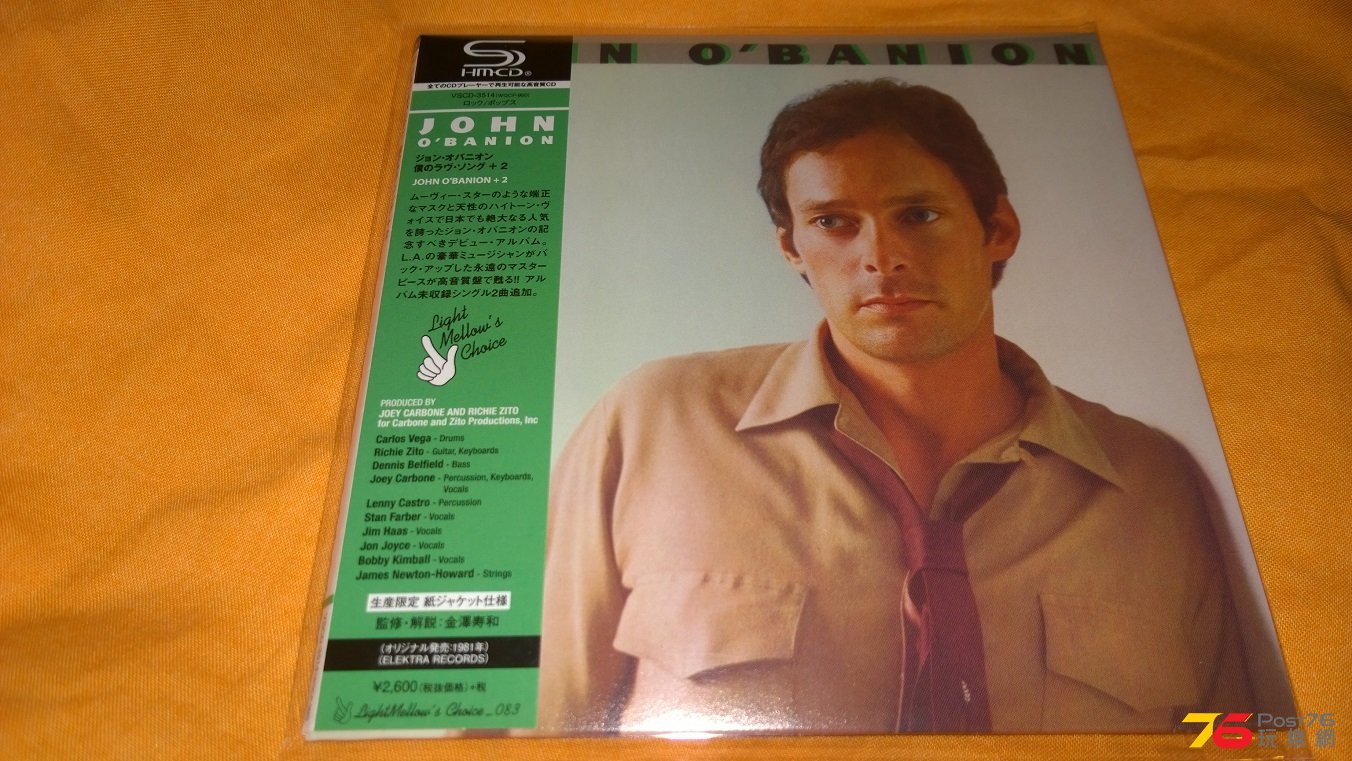 HM-CD®
全てのCDプレーヤーで再生可能な高音質CD
VSCD-3514
ロック/ポップス
JOHN
O'BANION
ジョン・オバニオン
僕のラヴ・ソング + 2
JOHN O'BANION + 2
ムーヴィー・スターのような端正
なマスクと天性のハイトーン・ヴ
ォイスで日本でも絶大なる人気
を誇ったジョン・オバニオンの記
念すべきデビュー・アルバム。
L.A.の豪華ミュージシャンがバ
ック・アップした永遠のマスター
ピースが高音質盤で甦る!! アル
バム未収録シングル2曲追加。
Light
Mellow's
Choice
PRODUCED BY
JOEY CARBONE AND RICHIE ZITO
for Carbone and Zito Productions, Inc
Carlos Vega - Drums
Richie Zito - Guitar, Keyboards
Dennis Belfield - Bass
Joey Carbone - Percussion, Keyboards,
Vocals
Lenny Castro - Percussion
Stan Farber - Vocals
Jim Haas - Vocals
Jon Joyce - Vocals
Bobby Kimball - Vocals
James Newton-Howard - Strings
生産限定 紙ジャケット仕様
監修・解説:金澤寿和
(オリジナル発売:1981年)
(ELEKTRA RECORDS)
¥2,600(税抜価格)+税
LightMellow's Choice_083
N O'BANION
76 Post76
玩樂網